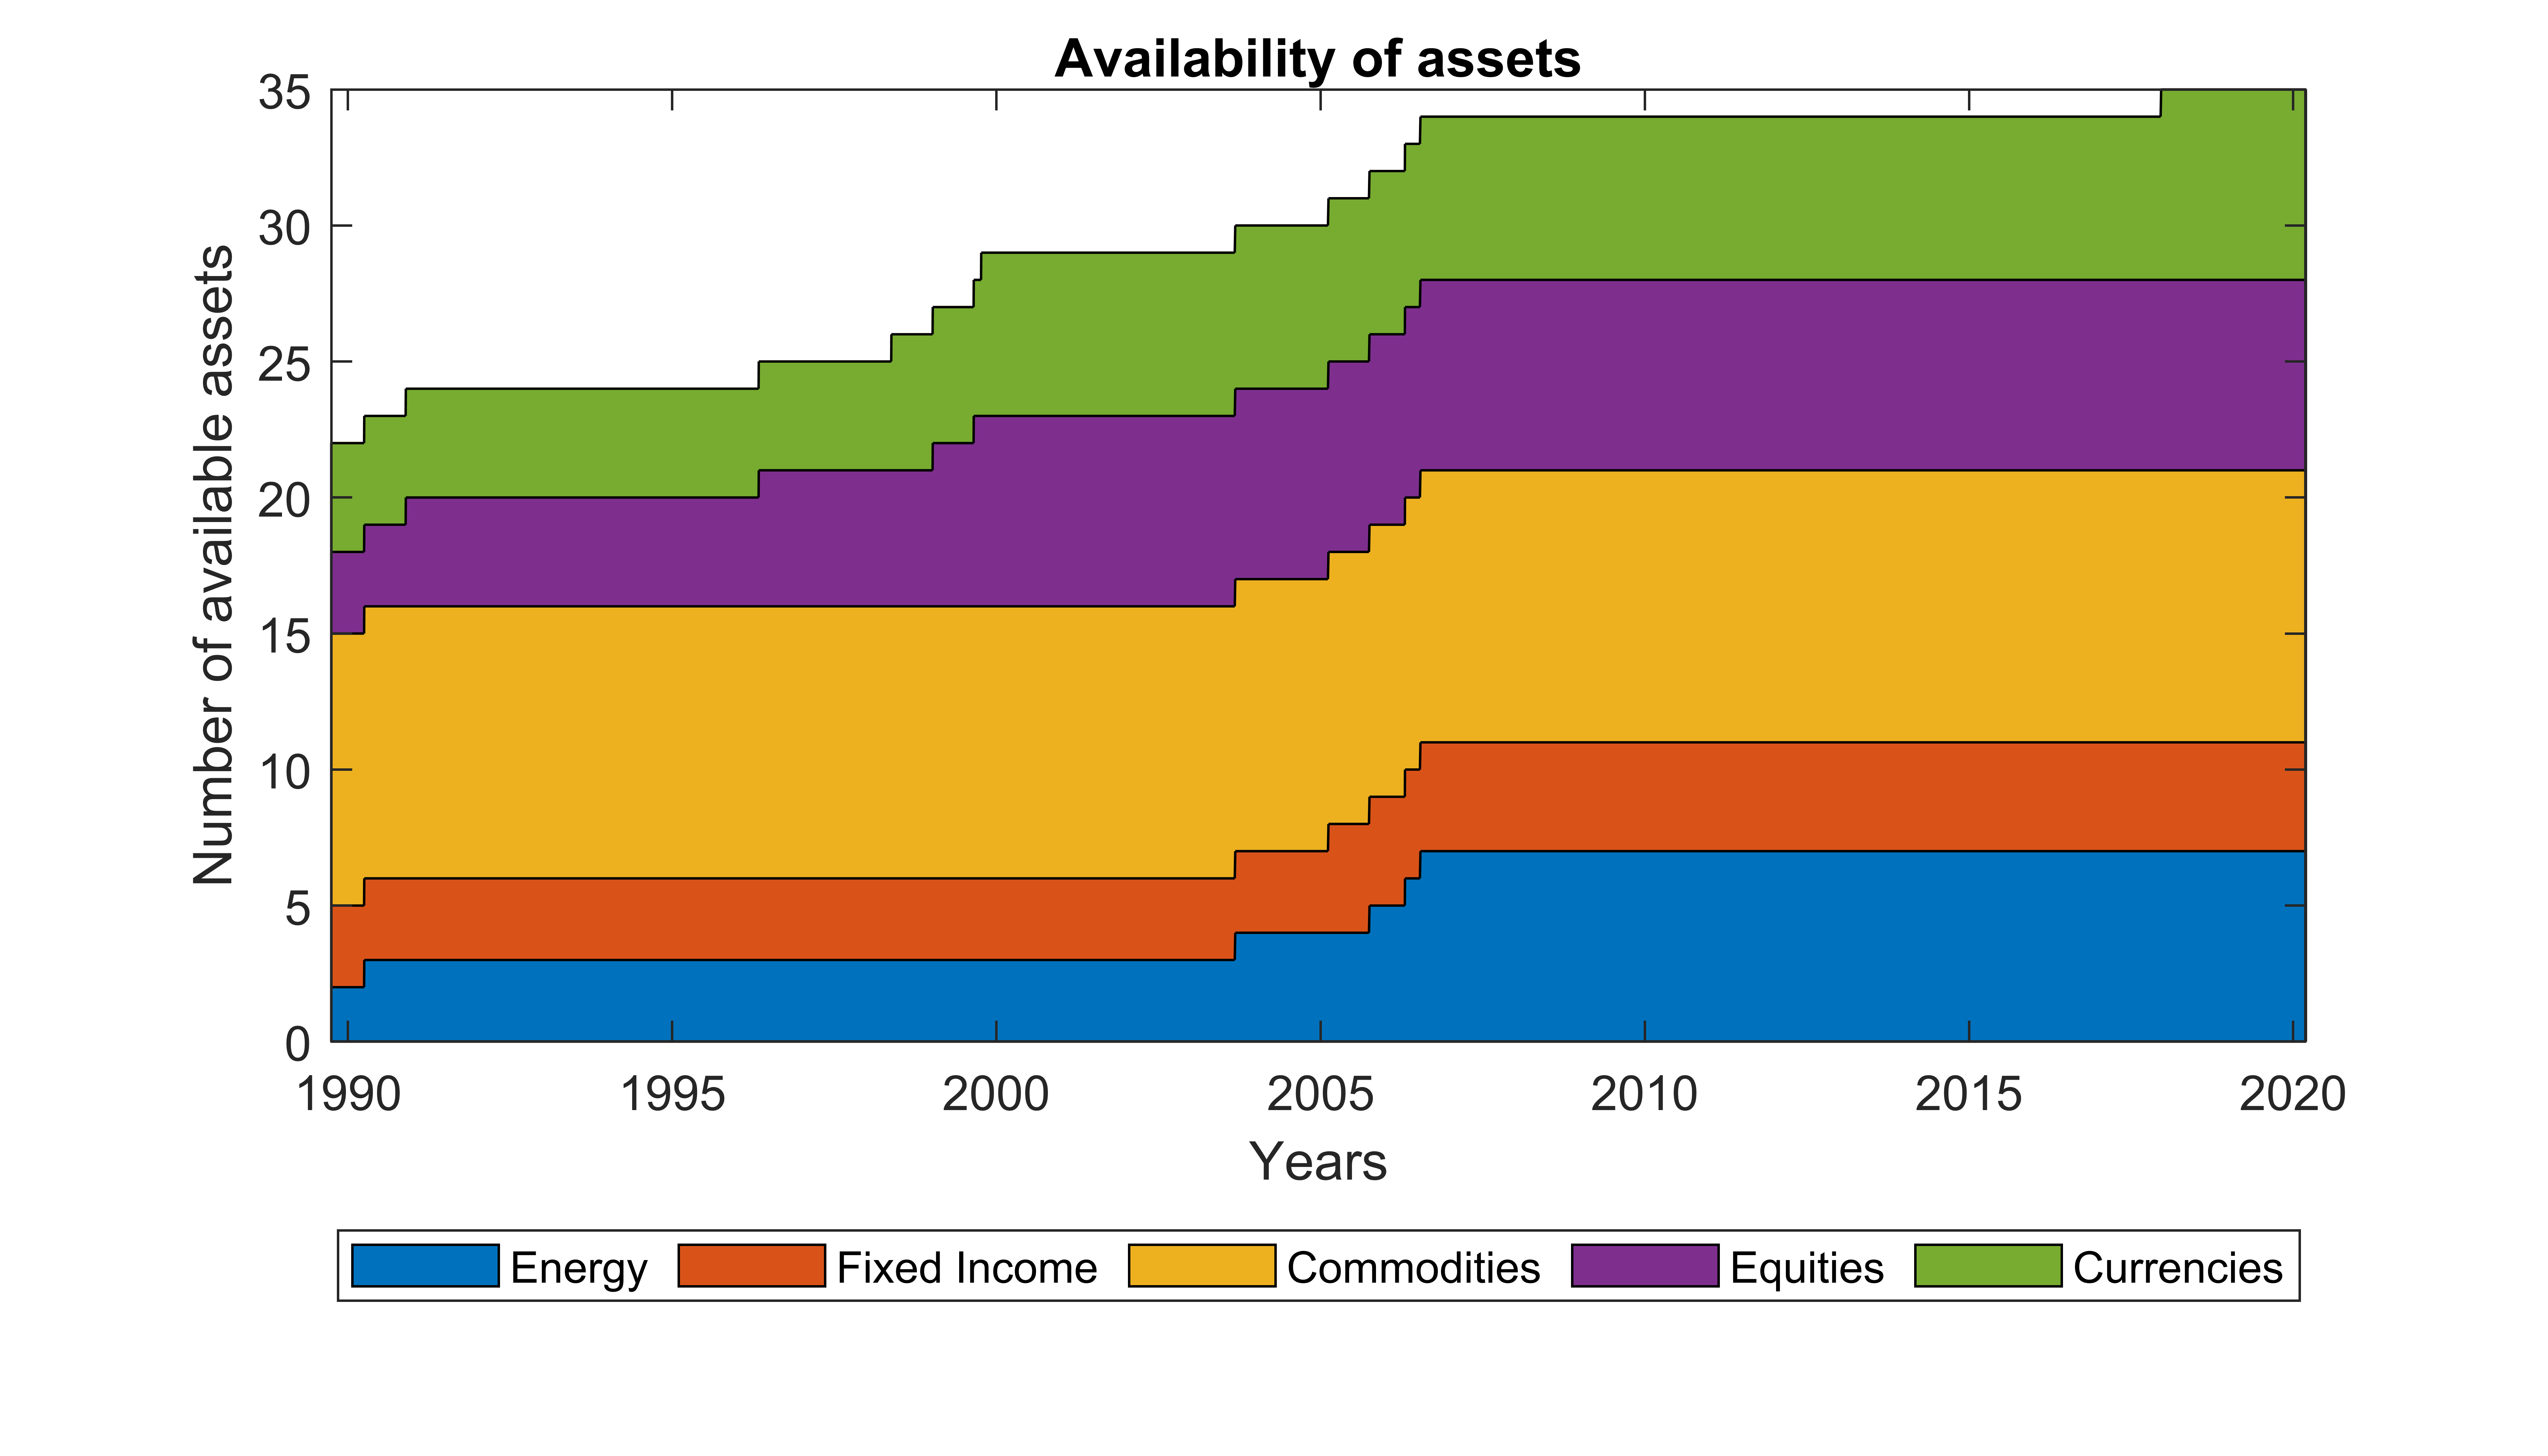 Availability of assets
35
30
25
20
15
10
5
0
Number of available assets
1990 1995 2000 2005 2010 2015 2020
Years
Energy Fixed Income Commodities Equities Currencies